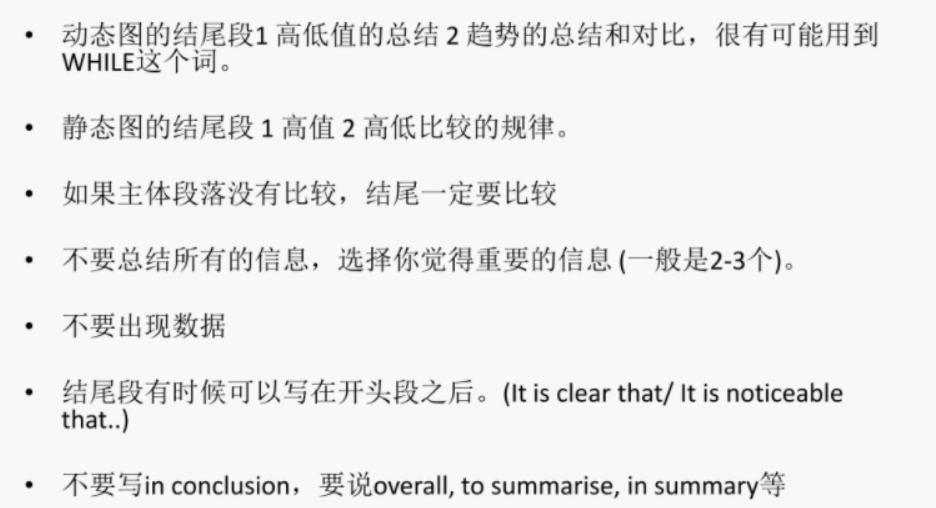 • 动态图的结尾段1 高低值的总结 2 趋势的总结和对比，很有可能用到
WHILE这个词。
• 静态图的结尾段 1 高值 2 高低比较的规律。
• 如果主体段落没有比较，结尾一定要比较
• 不要总结所有的信息，选择你觉得重要的信息 (一般是2-3个)。
• 不要出现数据
• 结尾段有时候可以写在开头段之后。(It is clear that/ It is noticeable
that..)
• 不要写in conclusion，要说overall, to summarise, in summary等